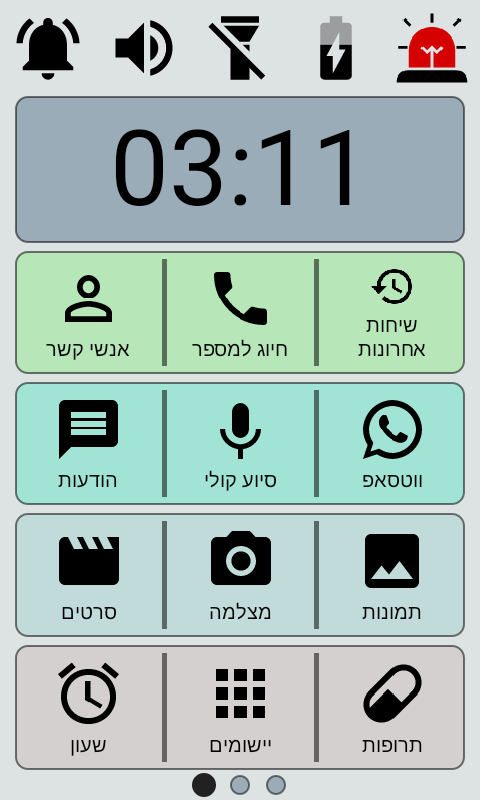 03:11
שיחות
אחרונות
חיוג למספר
אנשי קשר
ווטסאפ
סיוע קולי
הודעות
תמונות
מצלמה
סרטים
תרופות
יישומים
שעון